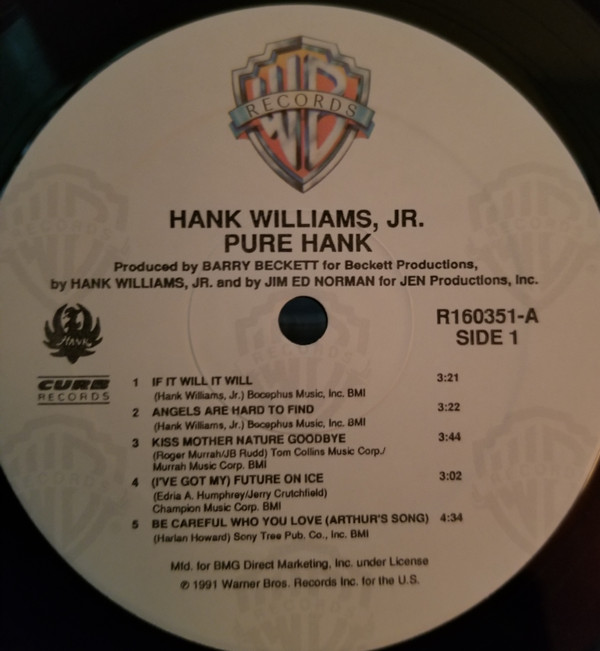 WB
RECORDS
HANK WILLIAMS, JR.
PURE HANK
Produced by BARRY BECKETT for Beckett Productions,
by HANK WILLIAMS, JR. and by JIM ED NORMAN for JEN Productions, Inc.
HANK
R160351-A
SIDE 1
CURB
RECORDS
1 IF IT WILL IT WILL 3:21
(Hank Williams, Jr.) Bocephus Music, Inc. BMI
2 ANGELS ARE HARD TO FIND 3:22
(Hank Williams, Jr.) Bocephus Music, Inc. BMI
3 KISS MOTHER NATURE GOODBYE 3:44
(Roger Murrah/JB Rudd) Tom Collins Music Corp./
Murrah Music Corp. BMI
4 (I'VE GOT MY) FUTURE ON ICE 3:02
(Edria A. Humphrey/Jerry Crutchfield)
Champion Music Corp. BMI
5 BE CAREFUL WHO YOU LOVE (ARTHUR'S SONG) 4:34
(Harlan Howard) Sony Tree Pub. Co., Inc. BMI
Mfd. for BMG Direct Marketing, Inc. under License
℗ 1991 Warner Bros. Records Inc. for the U.S.